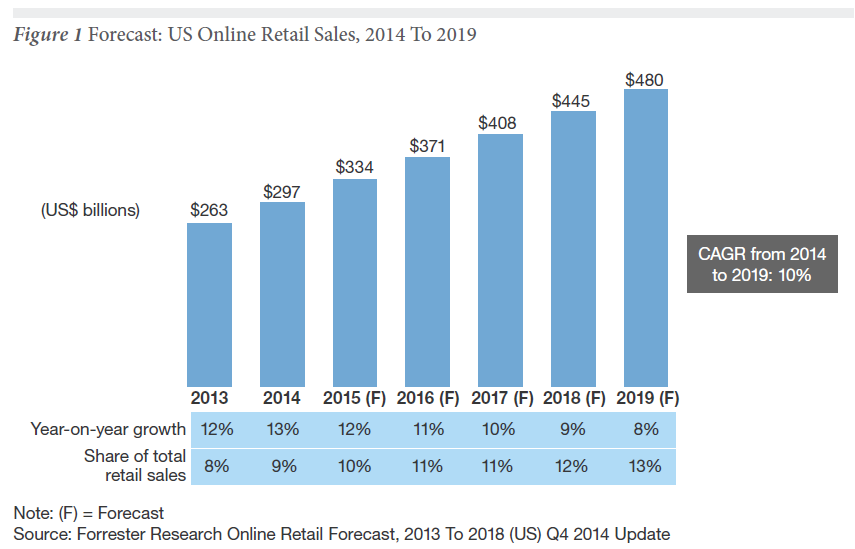 Figure 1 Forecast: US Online Retail Sales, 2014 To 2019
$480
$445
$408
$371
$334
$297
(US$ billions) $263
CAGR from 2014
to 2019: 10%
2013 2014 2015 (F) 2016 (F) 2017 (F) 2018 (F) 2019 (F)
Year-on-year growth 12% 13% 12% 11% 10% 9% 8%
Share of total
retail sales 8% 9% 10% 11% 11% 12% 13%
Note: (F) = Forecast
Source: Forrester Research Online Retail Forecast, 2013 To 2018 (US) Q4 2014 Update